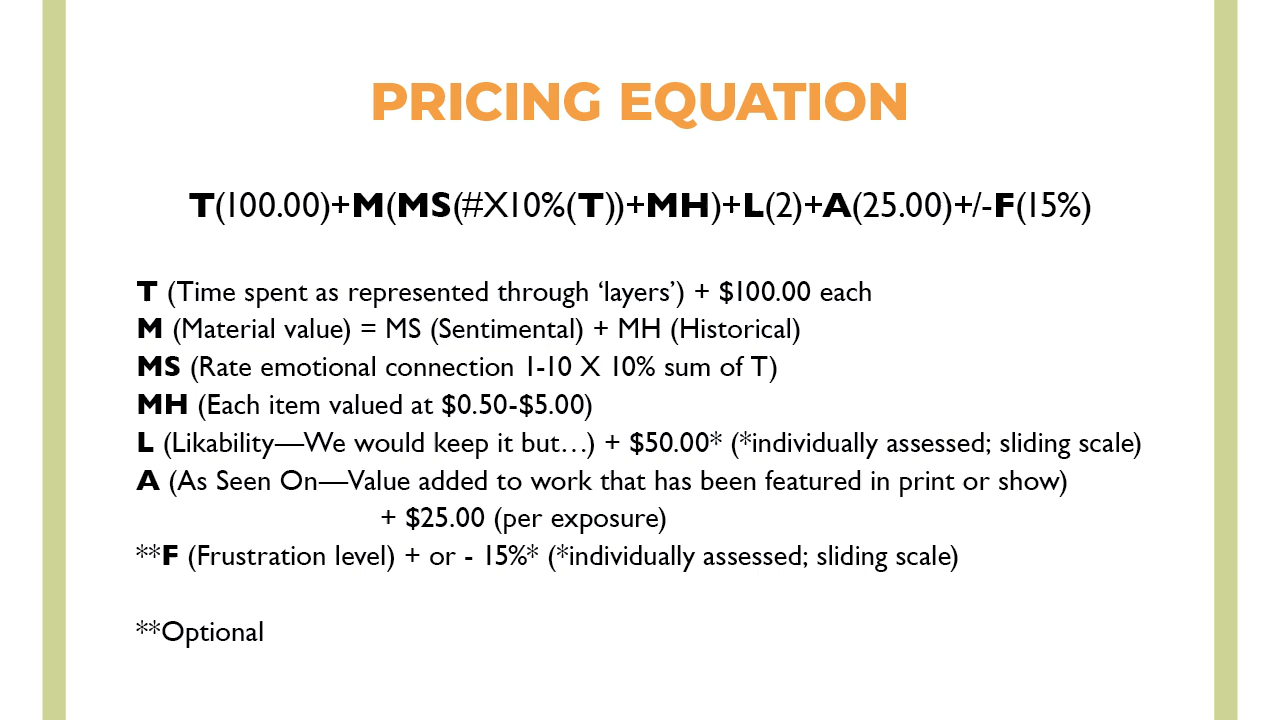 PRICING EQUATION
T(100.00)+M(MS(#X10%(T))+MH)+L(2)+A(25.00)+/-F(15%)
T (Time spent as represented through ‘layers’) + $100.00 each
M (Material value) = MS (Sentimental) + MH (Historical)
MS (Rate emotional connection 1-10 X 10% sum of T)
MH (Each item valued at $0.50-$5.00)
L (Likability—We would keep it but…) + $50.00* (*individually assessed; sliding scale)
A (As Seen On—Value added to work that has been featured in print or show)
+ $25.00 (per exposure)
**F (Frustration level) + or - 15%* (*individually assessed; sliding scale)
**Optional